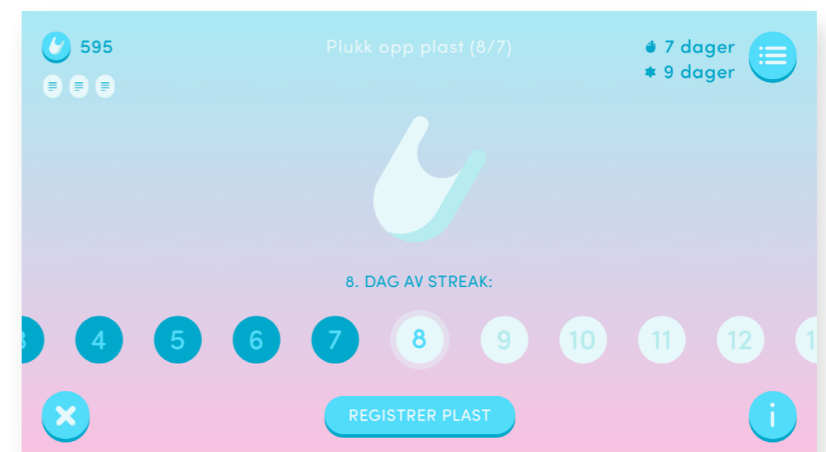 595
Plukk opp plast (8/7)
7 dager
9 dager
8. DAG AV STREAK:
4 5 6 7 8 9 10 11 12
REGISTRER PLAST
i